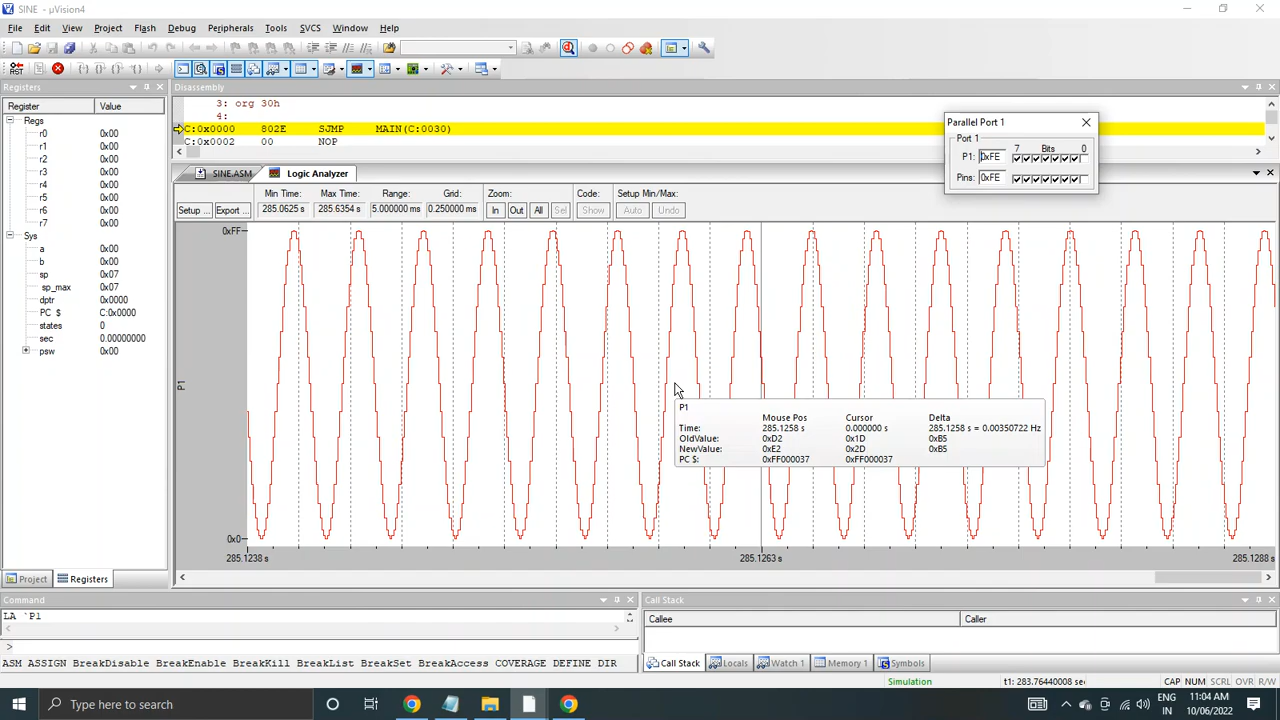 SINE - µVision4
File Edit View Project Flash Debug Peripherals Tools SVCS Window Help
Registers
Register Value
Regs
r0 0x00
r1 0x00
r2 0x00
r3 0x00
r4 0x00
r5 0x00
r6 0x00
r7 0x00
Sys
a 0x00
b 0x00
sp 0x07
sp_max 0x07
dptr 0x0000
PC $ C:0x0000
states 0
sec 0.00000000
psw 0x00
Project Registers
Disassembly
3: org 30h
4:
C:0x0000 802E SJMP MAIN(C:0030)
C:0x0002 00 NOP
Parallel Port 1
Port 1
7 Bits 0
P1: 0xFE
Pins: 0xFE
SINE.ASM Logic Analyzer
Min Time: Max Time: Range: Grid: Zoom: Code: Setup Min/Max:
Setup ... Export ... 285.0625 s 285.6354 s 5.000000 ms 0.250000 ms In Out All Sel Show Auto Undo
0xFF
P1
0x0
285.1238 s 285.1263 s 285.1288 s
P1
Mouse Pos Cursor Delta
Time: 285.1258 s 0.000000 s 285.1258 s = 0.00350722 Hz
OldValue: 0xD2 0x1D 0xB5
NewValue: 0xE2 0x2D 0xB5
PC $: 0xFF000037 0xFF000037
Command
LA `P1
>
ASM ASSIGN BreakDisable BreakEnable BreakKill BreakList BreakSet BreakAccess COVERAGE DEFINE DIR
Call Stack
Callee Caller
Call Stack Locals Watch 1 Memory 1 Symbols
Simulation t1: 283.76440008 sec CAP NUM SCRL OVR R/W
Type here to search
ENG
IN
11:04 AM
10/06/2022